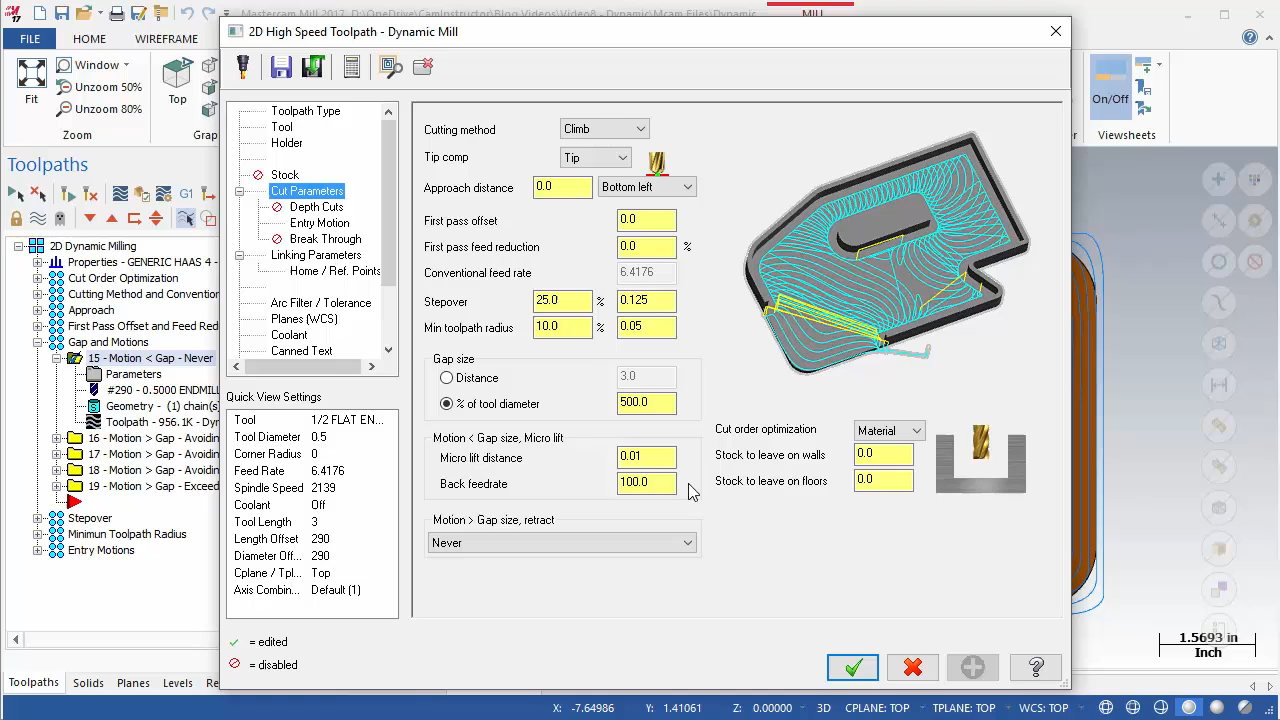 17
Mastercam Mill 2017 D:\OneDrive\CamInstructor\Blog Videos\Video8 - Dynamic\Mcam Files\Dynamic
MILL
FILE
HOME
WIREFRAME
Fit
Window
Unzoom 50%
Unzoom 80%
Zoom
Top
Grap
On/Off
Viewsheets
Toolpaths
G1
2D Dynamic Milling
Properties - GENERIC HAAS 4 -
Cut Order Optimization
Cutting Method and Convention
Approach
First Pass Offset and Feed Redu
Gap and Motions
15 - Motion < Gap - Never
Parameters
#290 - 0.5000 ENDMILL
Geometry - (1) chain(s)
Toolpath - 956.1K - Dyn
16 - Motion > Gap - Avoidin
17 - Motion > Gap - Avoidin
18 - Motion > Gap - Avoidin
19 - Motion > Gap - Exceed
Stepover
Minimun Toolpath Radius
Entry Motions
Toolpaths
Solids
Planes
Levels
Re
2D High Speed Toolpath - Dynamic Mill
Toolpath Type
Tool
Holder
Stock
Cut Parameters
Depth Cuts
Entry Motion
Break Through
Linking Parameters
Home / Ref. Points
Arc Filter / Tolerance
Planes (WCS)
Coolant
Canned Text
Quick View Settings
Tool 1/2 FLAT EN...
Tool Diameter 0.5
Corner Radius 0
Feed Rate 6.4176
Spindle Speed 2139
Coolant Off
Tool Length 3
Length Offset 290
Diameter Off... 290
Cplane / Tpl... Top
Axis Combin... Default (1)
= edited
= disabled
Cutting method Climb
Tip comp Tip
Approach distance 0.0 Bottom left
First pass offset 0.0
First pass feed reduction 0.0 %
Conventional feed rate 6.4176
Stepover 25.0 % 0.125
Min toolpath radius 10.0 % 0.05
Gap size
Distance 3.0
% of tool diameter 500.0
Motion < Gap size, Micro lift
Micro lift distance 0.01
Back feedrate 100.0
Motion > Gap size, retract
Never
Cut order optimization Material
Stock to leave on walls 0.0
Stock to leave on floors 0.0
?
1.5693 in
Inch
X: -7.64986 Y: 1.41061 Z: 0.00000 3D CPLANE: TOP TPLANE: TOP WCS: TOP